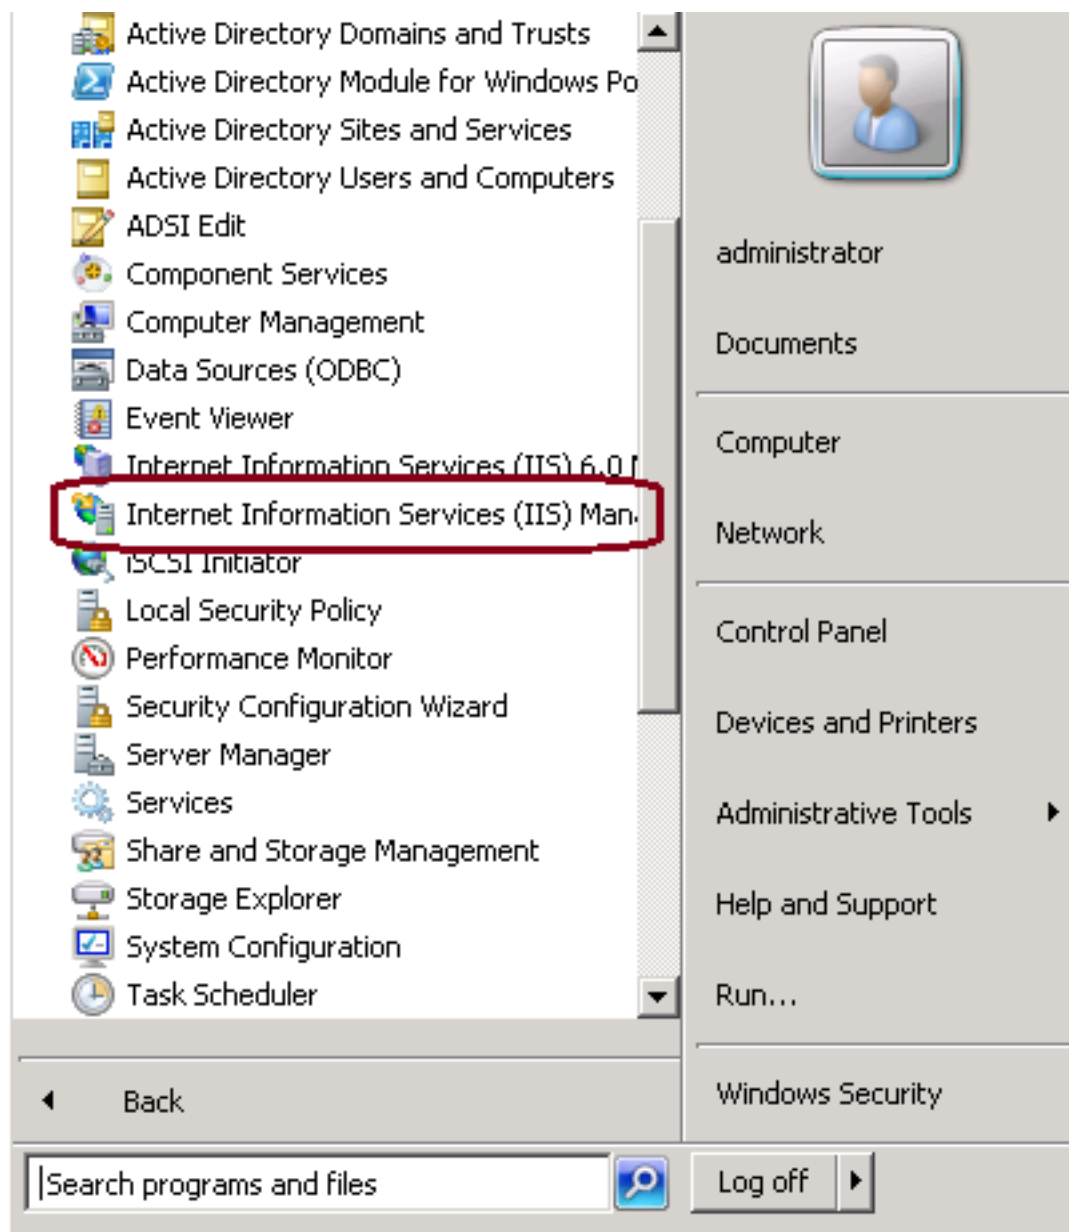 Active Directory Domains and Trusts
Active Directory Module for Windows Po
Active Directory Sites and Services
Active Directory Users and Computers
ADSI Edit
Component Services
Computer Management
Data Sources (ODBC)
Event Viewer
Internet Information Services (IIS) 6.0
Internet Information Services (IIS) Man
iSCSI Initiator
Local Security Policy
Performance Monitor
Security Configuration Wizard
Server Manager
Services
Share and Storage Management
Storage Explorer
System Configuration
Task Scheduler
Back
Search programs and files
administrator
Documents
Computer
Network
Control Panel
Devices and Printers
Administrative Tools
Help and Support
Run...
Windows Security
Log off